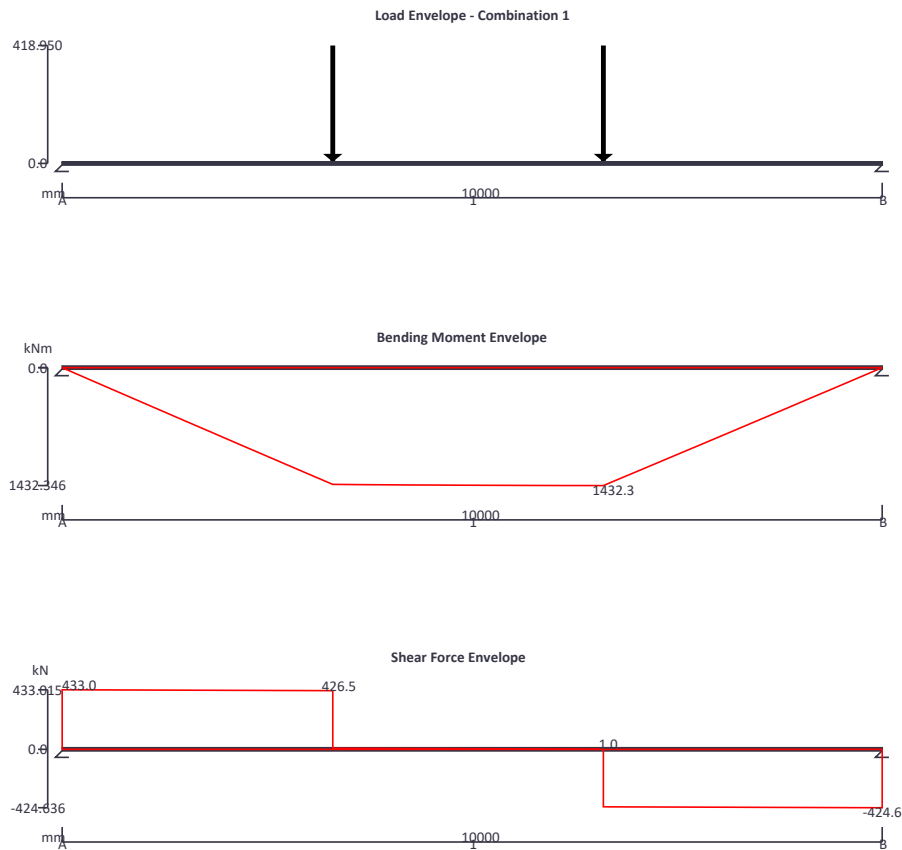 Load Envelope - Combination 1
418.950
0.0
mm
10000
A
1
B
Bending Moment Envelope
kNm
0.0
1432.346
1432.3
mm
10000
A
1
B
Shear Force Envelope
kN
433.015
433.0
426.5
0.0
1.0
-424.636
-424.6
mm
10000
A
1
B